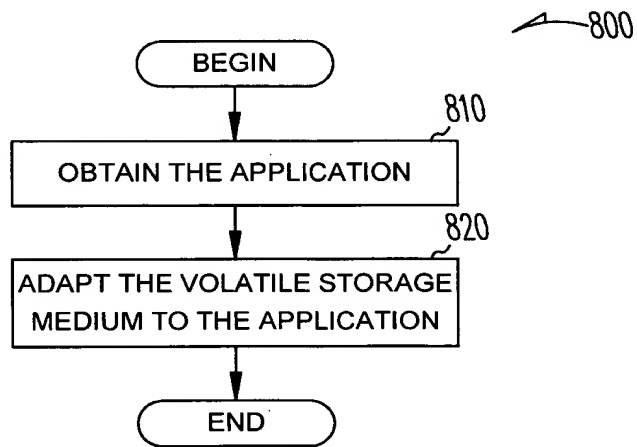 800
BEGIN
810
OBTAIN THE APPLICATION
820
ADAPT THE VOLATILE STORAGE
MEDIUM TO THE APPLICATION
END